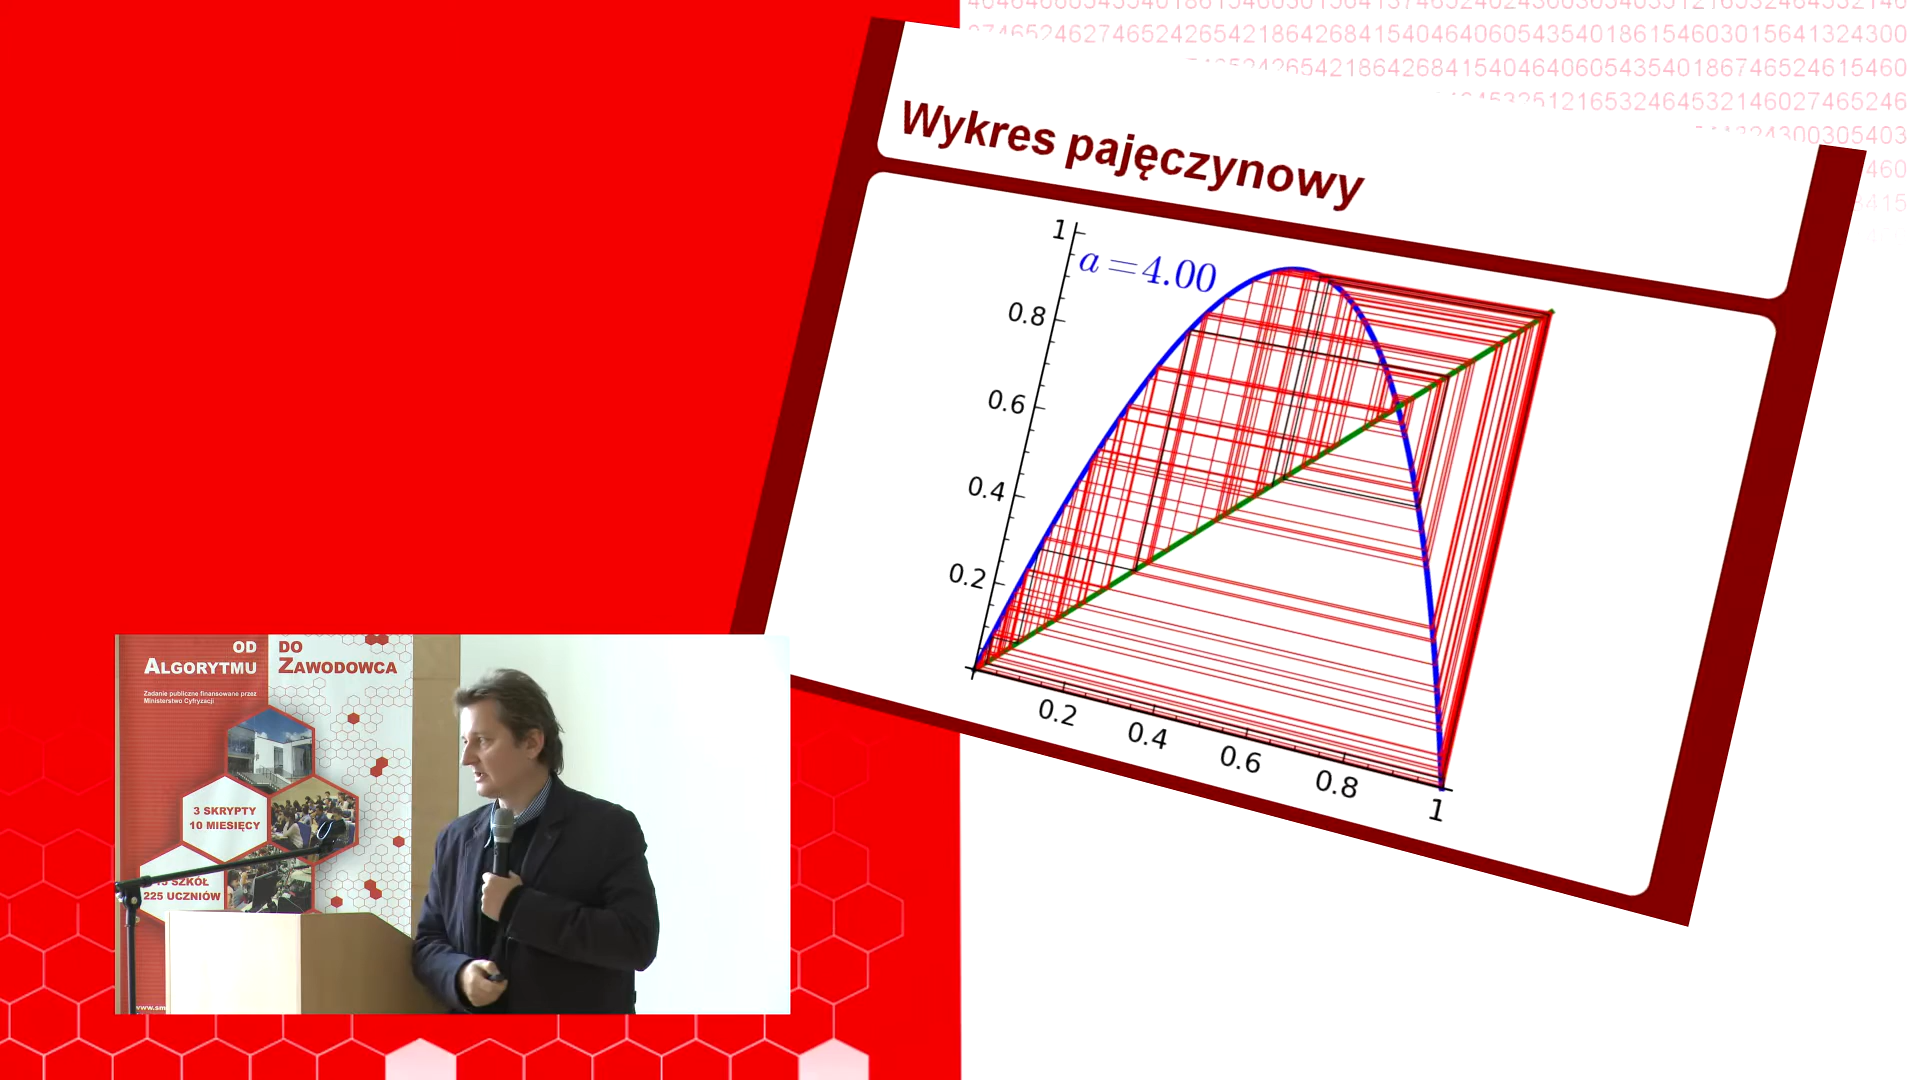 27465246274652426542186426841540464060543540186154603015641324300
Wykres pajęczynowy
a=4.00
1
0.8
0.6
0.4
0.2
0.2
0.4
0.6
0.8
1
OD DO
ALGORYTMU ZAWODOWCA
Zadanie publiczne finansowane przez
Ministerstwo Cyfryzacji
3 SKRYPTY
10 MIESIĘCY
SZKÓŁ
225 UCZNIÓW